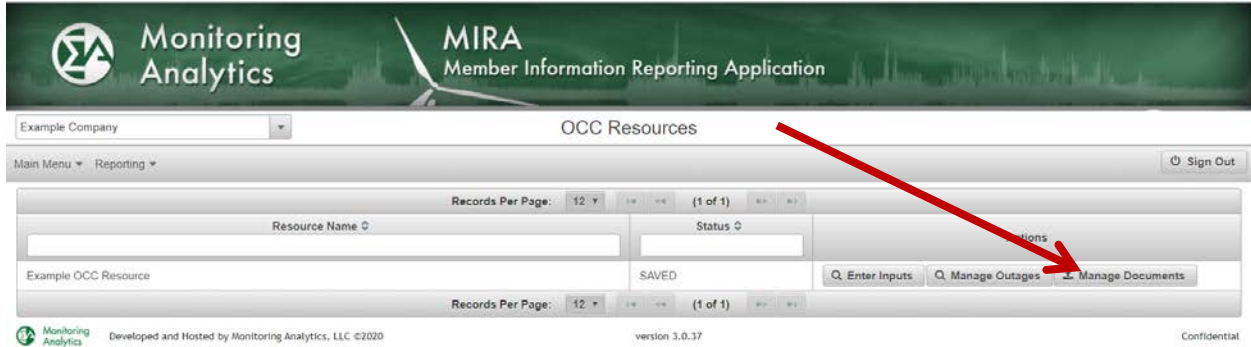 Monitoring Analytics
MIRA
Member Information Reporting Application
Example Company
OCC Resources
Main Menu Reporting
Sign Out
Records Per Page: 12 (1 of 1)
Resource Name Status Actions
Example OCC Resource SAVED Enter Inputs Manage Outages Manage Documents
Records Per Page: 12 (1 of 1)
Monitoring Analytics Developed and Hosted by Monitoring Analytics, LLC ©2020 version 3.0.37 Confidential